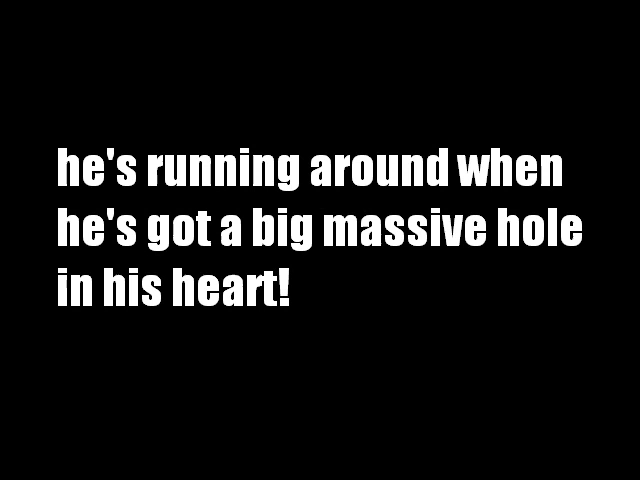 he's running around when
he's got a big massive hole
in his heart!